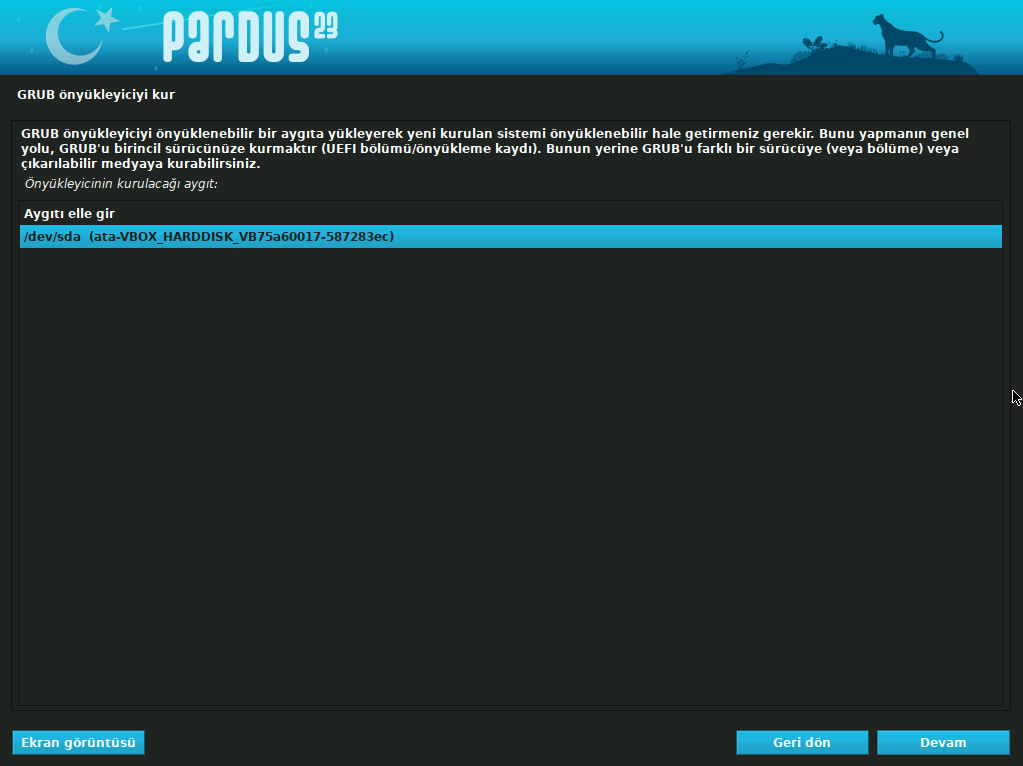 pardus 23
GRUB önyükleyiciyi kur
GRUB önyükleyiciyi önyüklenebilir bir aygıta yükleyerek yeni kurulan sistemi önyüklenebilir hale getirmeniz gerekir. Bunu yapmanın genel
yolu, GRUB'u birincil sürücünüze kurmaktır (UEFI bölümü/önyükleme kaydı). Bunun yerine GRUB'u farklı bir sürücüye (veya bölüme) veya
çıkarılabilir medyaya kurabilirsiniz.
Önyükleyicinin kurulacağı aygıt:
Aygıtı elle gir
/dev/sda  (ata-VBOX_HARDDISK_VB75a60017-587283ec)
Ekran görüntüsü
Geri dön
Devam